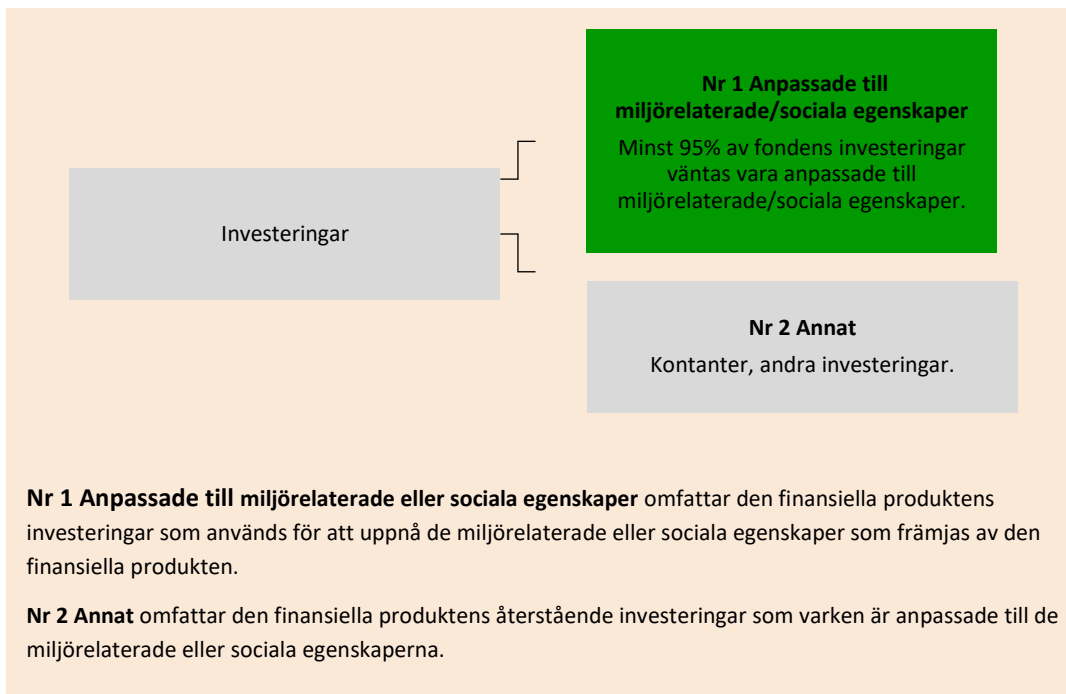 Nr 1 Anpassade till
miljörelaterade/sociala egenskaper
Minst 95% av fondens investeringar
väntas vara anpassade till
miljörelaterade/sociala egenskaper.
Investeringar
Nr 2 Annat
Kontanter, andra investeringar.
Nr 1 Anpassade till miljörelaterade eller sociala egenskaper omfattar den finansiella produktens
investeringar som används för att uppnå de miljörelaterade eller sociala egenskaper som främjas av den
finansiella produkten.
Nr 2 Annat omfattar den finansiella produktens återstående investeringar som varken är anpassade till de
miljörelaterade eller sociala egenskaperna.